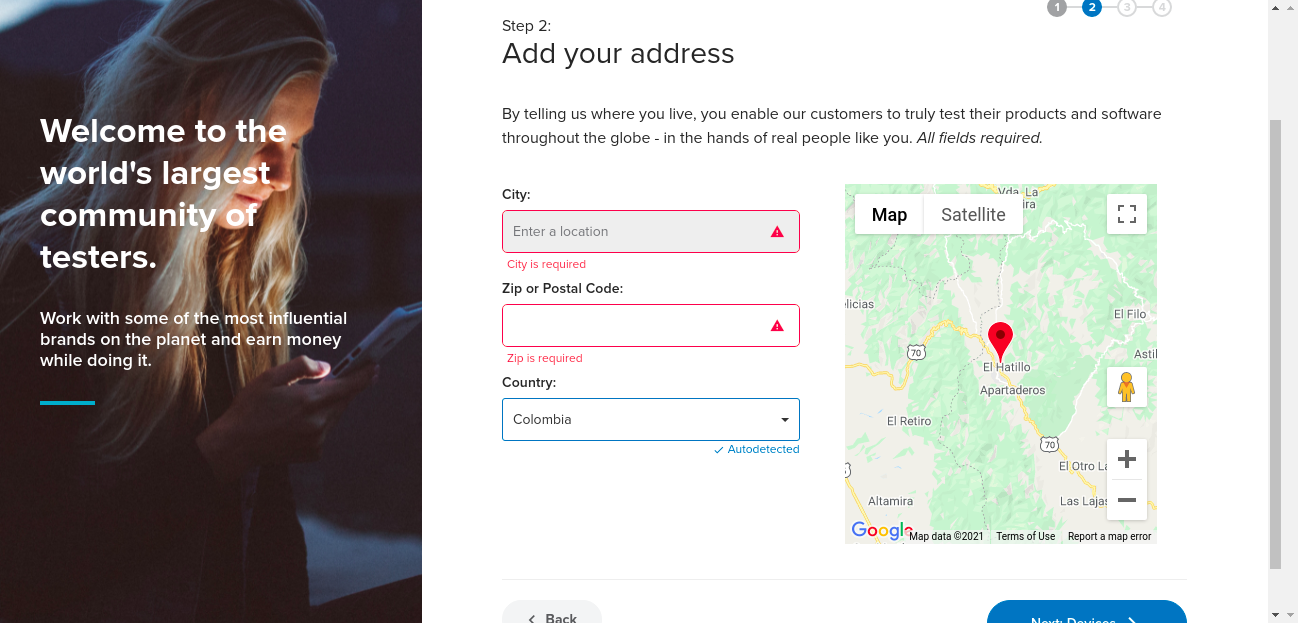 Welcome to the
world's largest
community of
testers.
Work with some of the most influential
brands on the planet and earn money
while doing it.
1 2 3 4
Step 2:
Add your address
By telling us where you live, you enable our customers to truly test their products and software
throughout the globe - in the hands of real people like you. All fields required.
City:
Enter a location
City is required
Zip or Postal Code:
Zip is required
Country:
Colombia
Autodetected
Map Satellite
Vda. La
ira
elicias
El Filo
70
Astil
El Hatillo
Apartaderos
El Retiro
70
El Otro La
Altamira
Las Lajas
Google
Map data ©2021 Terms of Use Report a map error
Back
Next: Devices